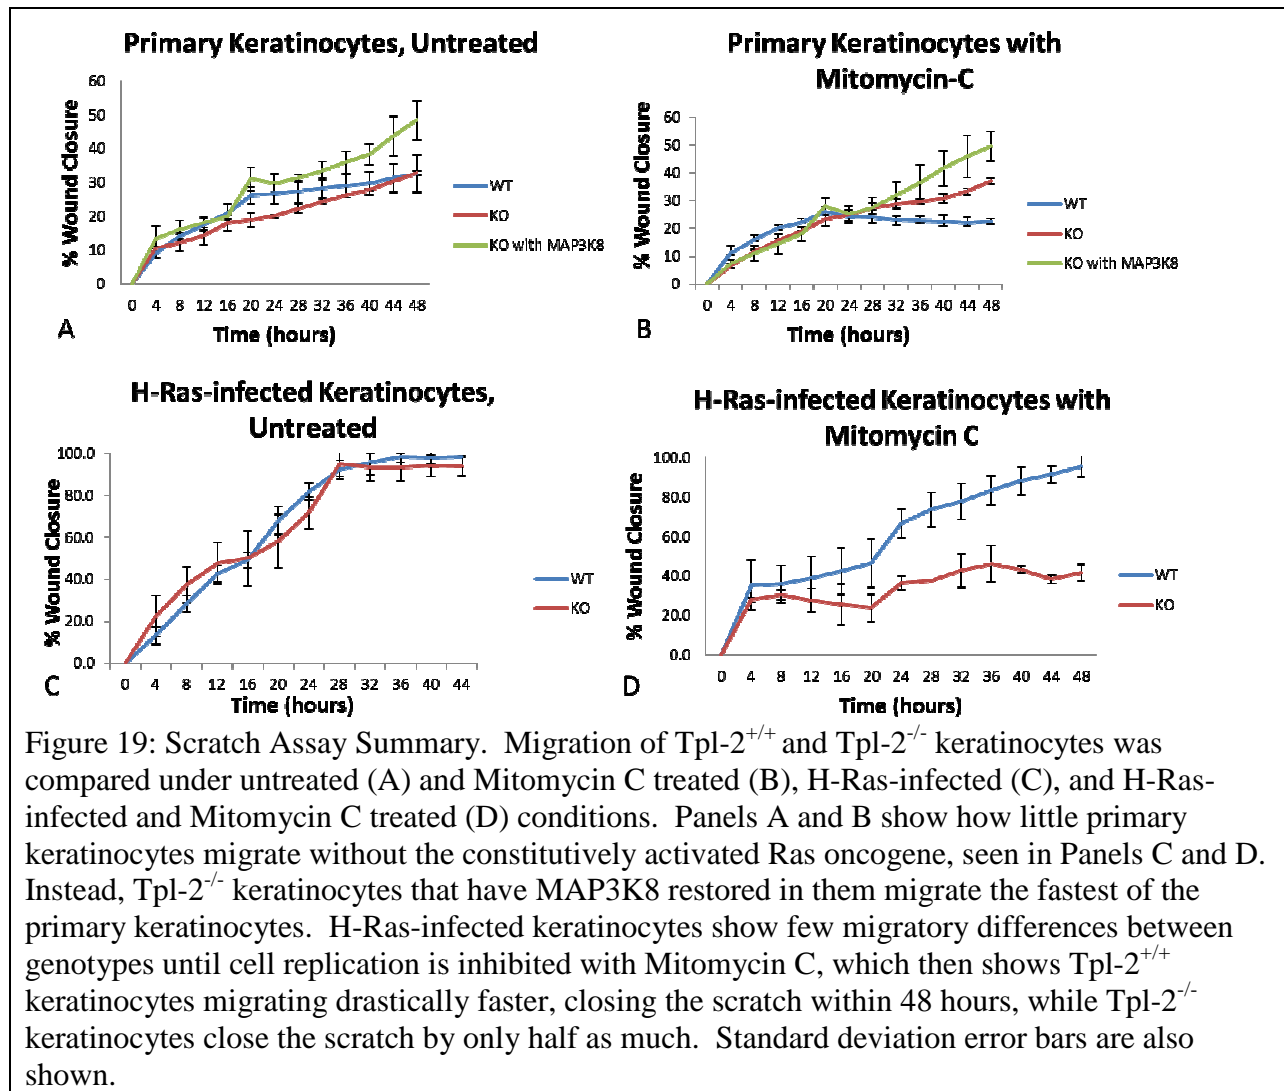 Primary Keratinocytes, Untreated
60
50
40
30
20
10
0
% Wound Closure
0 4 8 12 16 20 24 28 32 36 40 44 48
Time (hours)
WT
KO
KO with MAP3K8
A
Primary Keratinocytes with
Mitomycin-C
60
50
40
30
20
10
0
% Wound Closure
0 4 8 12 16 20 24 28 32 36 40 44 48
Time (hours)
WT
KO
KO with MAP3K8
B
H-Ras-infected Keratinocytes,
Untreated
100.0
80.0
60.0
40.0
20.0
0.0
% Wound Closure
0 4 8 12 16 20 24 28 32 36 40 44
Time (hours)
WT
KO
C
H-Ras-infected Keratinocytes with
Mitomycin C
100.0
80.0
60.0
40.0
20.0
0.0
% Wound Closure
0 4 8 12 16 20 24 28 32 36 40 44 48
Time (hours)
WT
KO
D
Figure 19: Scratch Assay Summary. Migration of Tpl-2+/+ and Tpl-2-/- keratinocytes was
compared under untreated (A) and Mitomycin C treated (B), H-Ras-infected (C), and H-Ras-
infected and Mitomycin C treated (D) conditions. Panels A and B show how little primary
keratinocytes migrate without the constitutively activated Ras oncogene, seen in Panels C and D.
Instead, Tpl-2-/- keratinocytes that have MAP3K8 restored in them migrate the fastest of the
primary keratinocytes. H-Ras-infected keratinocytes show few migratory differences between
genotypes until cell replication is inhibited with Mitomycin C, which then shows Tpl-2+/+
keratinocytes migrating drastically faster, closing the scratch within 48 hours, while Tpl-2-/-
keratinocytes close the scratch by only half as much. Standard deviation error bars are also
shown.